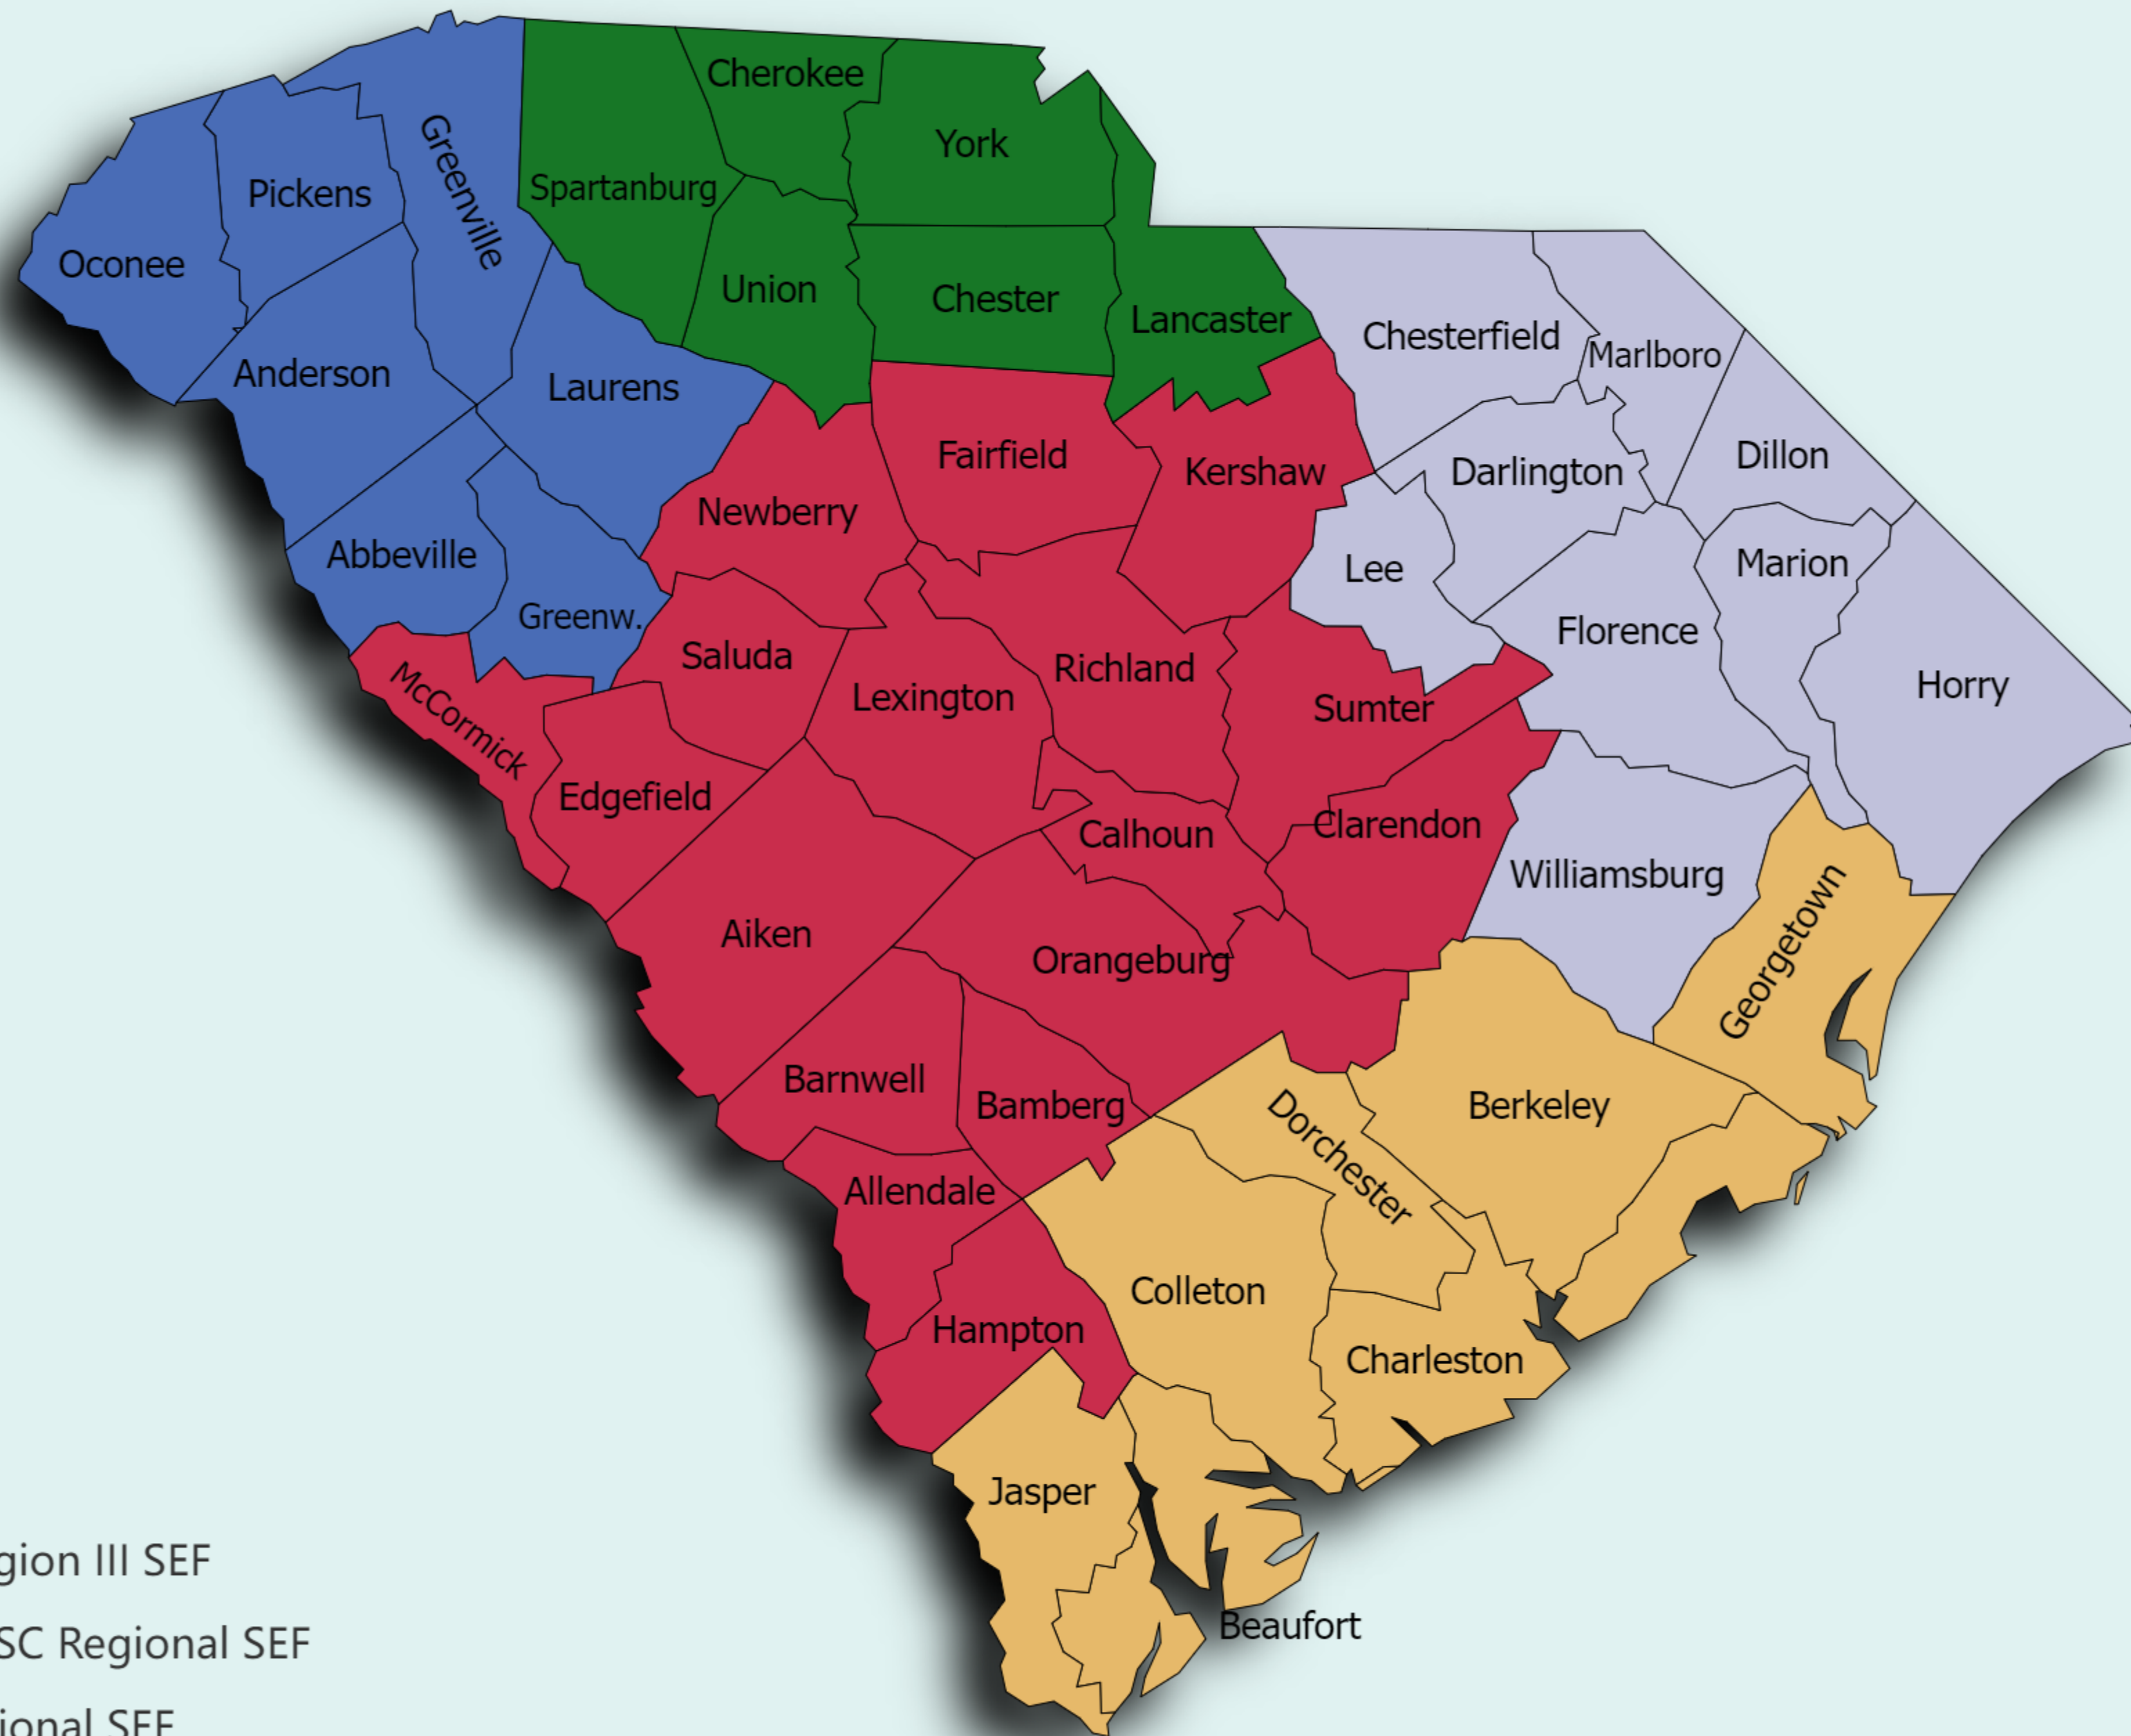 Cherokee
York
Greenville
Spartanburg
Pickens
Oconee
Union
Chester
Lancaster
Chesterfield
Marlboro
Anderson
Laurens
Fairfield
Kershaw
Darlington
Dillon
Newberry
Abbeville
Lee
Marion
Greenw.
Florence
Saluda
Richland
Horry
McCormick
Lexington
Sumter
Edgefield
Calhoun
Clarendon
Williamsburg
Georgetown
Aiken
Orangeburg
Barnwell
Bamberg
Dorchester
Berkeley
Allendale
Colleton
Hampton
Charleston
Jasper
Beaufort
gion III SEF
SC Regional SEF
ional SEF